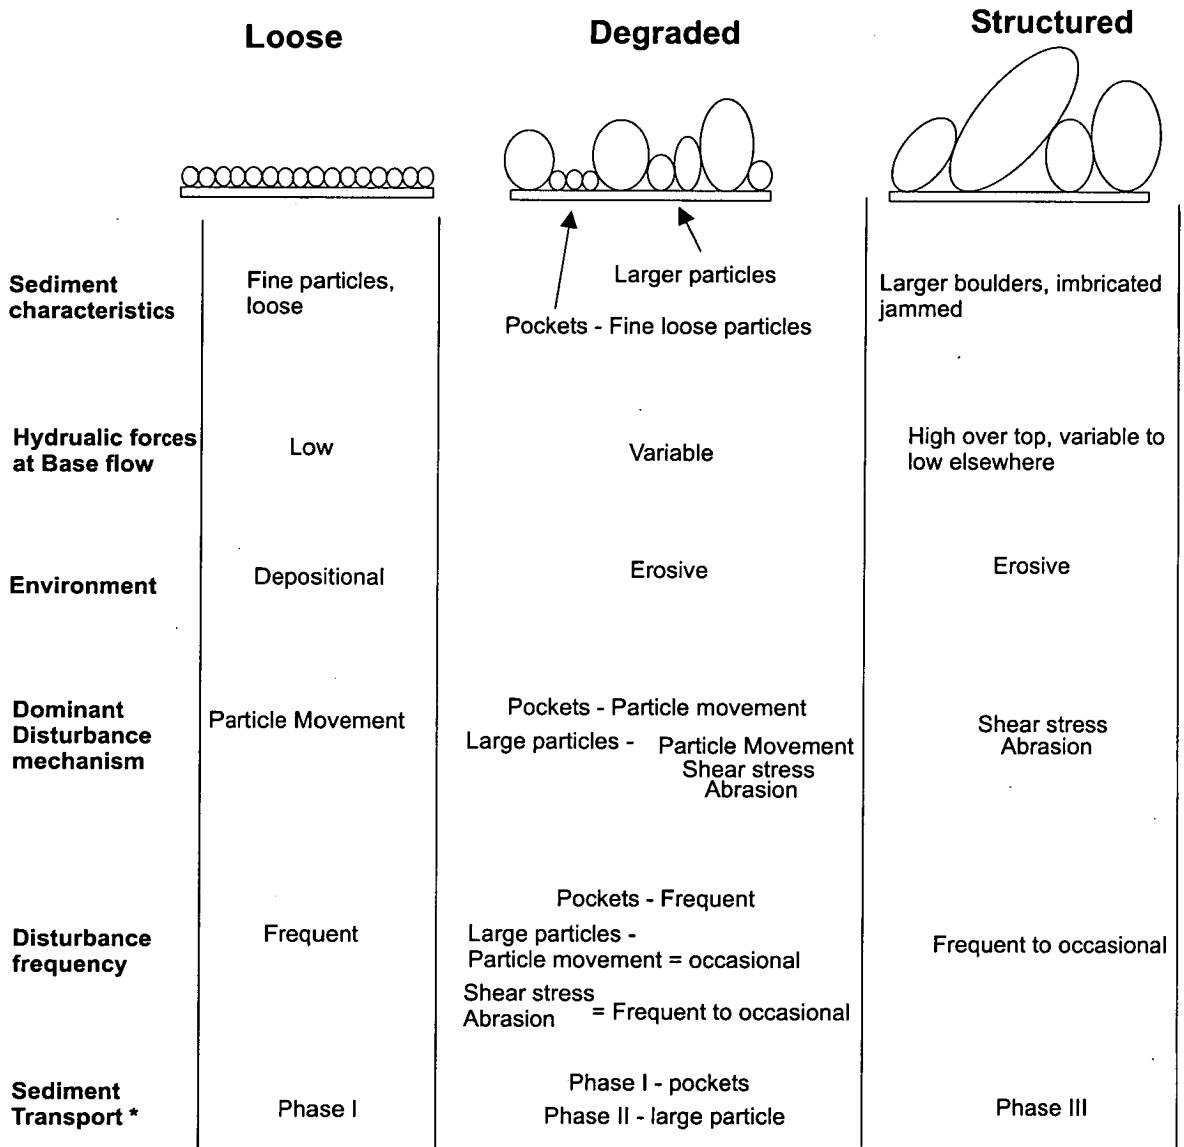 Loose
Degraded
Structured
Sediment
characteristics
Fine particles,
loose
Larger particles
Pockets - Fine loose particles
Larger boulders, imbricated
jammed
Hydrualic forces
at Base flow
Low
Variable
High over top, variable to
low elsewhere
Environment
Depositional
Erosive
Erosive
Dominant
Disturbance
mechanism
Particle Movement
Pockets - Particle movement
Large particles - Particle Movement
Shear stress
Abrasion
Shear stress
Abrasion
Disturbance
frequency
Frequent
Pockets - Frequent
Large particles -
Particle movement = occasional
Shear stress
Abrasion = Frequent to occasional
Frequent to occasional
Sediment
Transport *
Phase I
Phase I - pockets
Phase II - large particle
Phase III